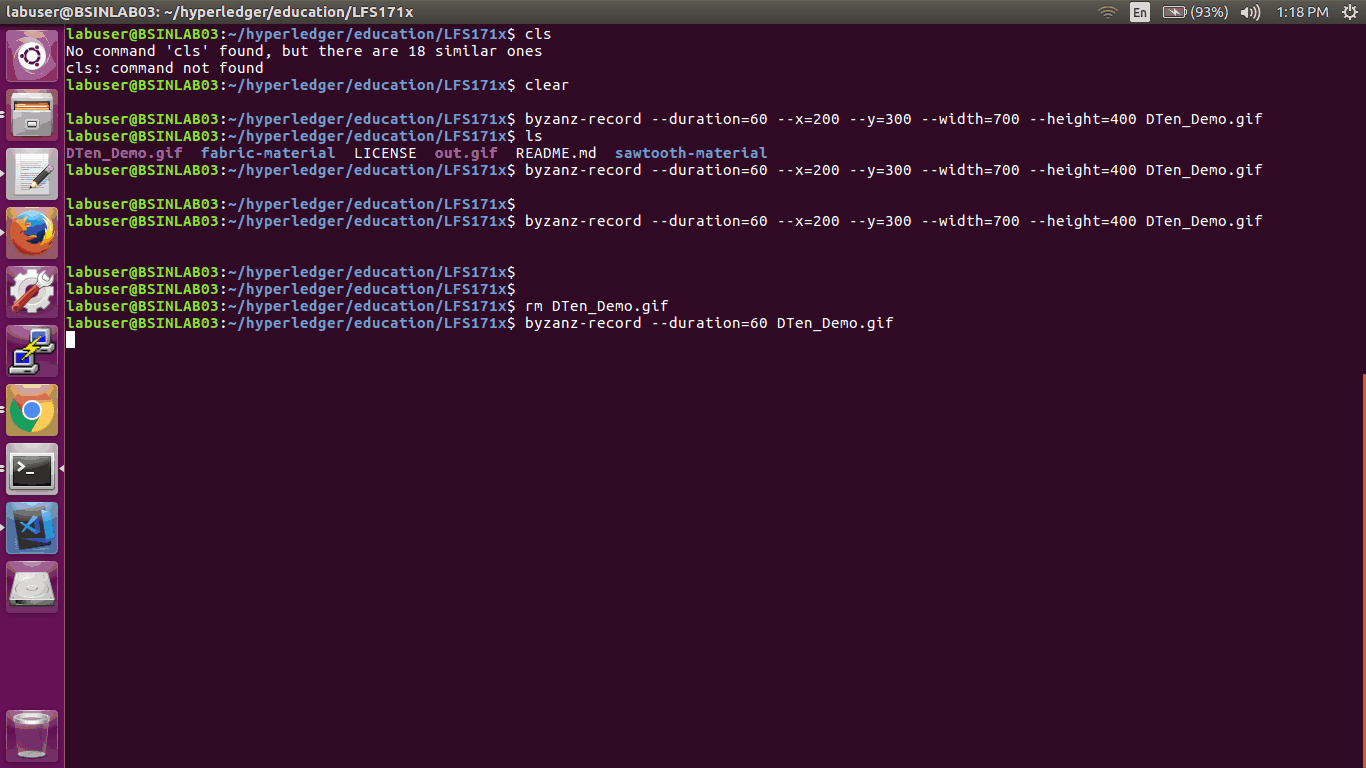 labuser@BSINLAB03: ~/hyperledger/education/LFS171x En (93%) 1:18 PM
labuser@BSINLAB03:~/hyperledger/education/LFS171x$ cls
No command 'cls' found, but there are 18 similar ones
cls: command not found
labuser@BSINLAB03:~/hyperledger/education/LFS171x$ clear
labuser@BSINLAB03:~/hyperledger/education/LFS171x$ byzanz-record --duration=60 --x=200 --y=300 --width=700 --height=400 DTen_Demo.gif
labuser@BSINLAB03:~/hyperledger/education/LFS171x$ ls
DTen_Demo.gif fabric-material LICENSE out.gif README.md sawtooth-material
labuser@BSINLAB03:~/hyperledger/education/LFS171x$ byzanz-record --duration=60 --x=200 --y=300 --width=700 --height=400 DTen_Demo.gif
labuser@BSINLAB03:~/hyperledger/education/LFS171x$
labuser@BSINLAB03:~/hyperledger/education/LFS171x$ byzanz-record --duration=60 --x=200 --y=300 --width=700 --height=400 DTen_Demo.gif
labuser@BSINLAB03:~/hyperledger/education/LFS171x$
labuser@BSINLAB03:~/hyperledger/education/LFS171x$
labuser@BSINLAB03:~/hyperledger/education/LFS171x$ rm DTen_Demo.gif
labuser@BSINLAB03:~/hyperledger/education/LFS171x$ byzanz-record --duration=60 DTen_Demo.gif